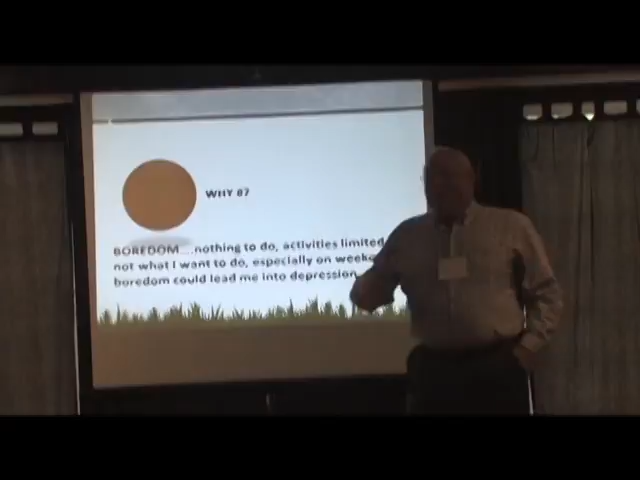 WHY 8?
BOREDOM....nothing to do, activities limited
not what I want to do, especially on
boredom could lead me into depression